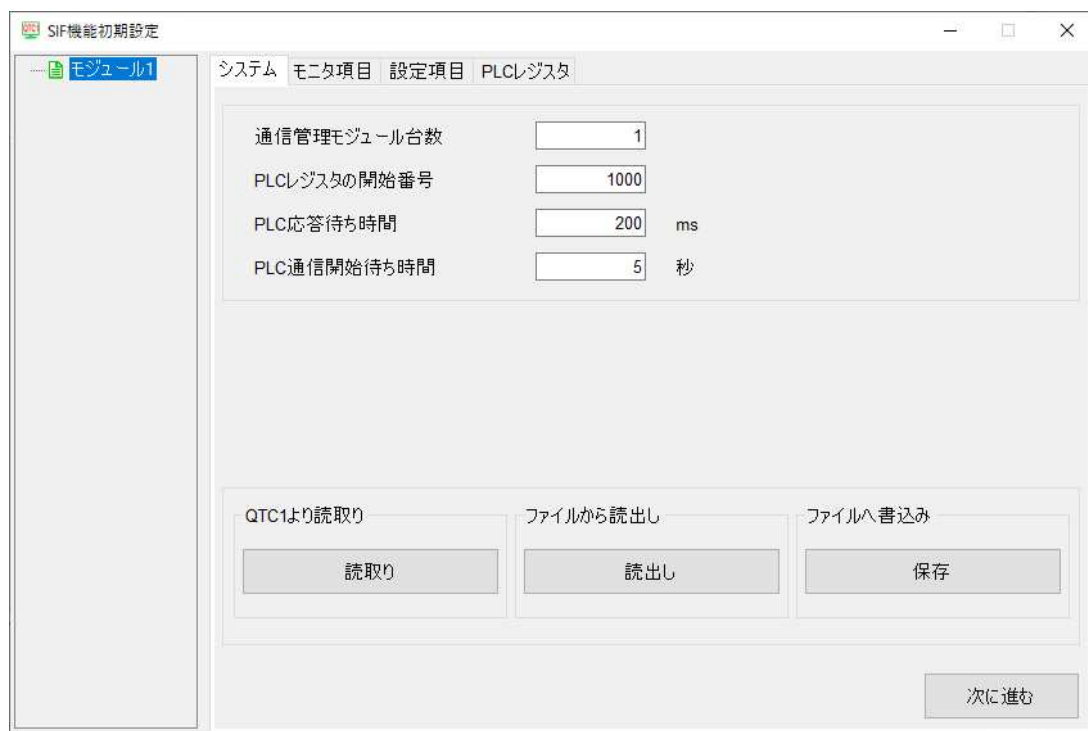 SIF機能初期設定
モジュール1
システム モニタ項目 設定項目 PLCレジスタ
通信管理モジュール台数 1
PLCレジスタの開始番号 1000
PLC応答待ち時間 200 ms
PLC通信開始待ち時間 5 秒
QTC1より読取り ファイルから読出し ファイルへ書込み
読取り 読出し 保存
次に進む